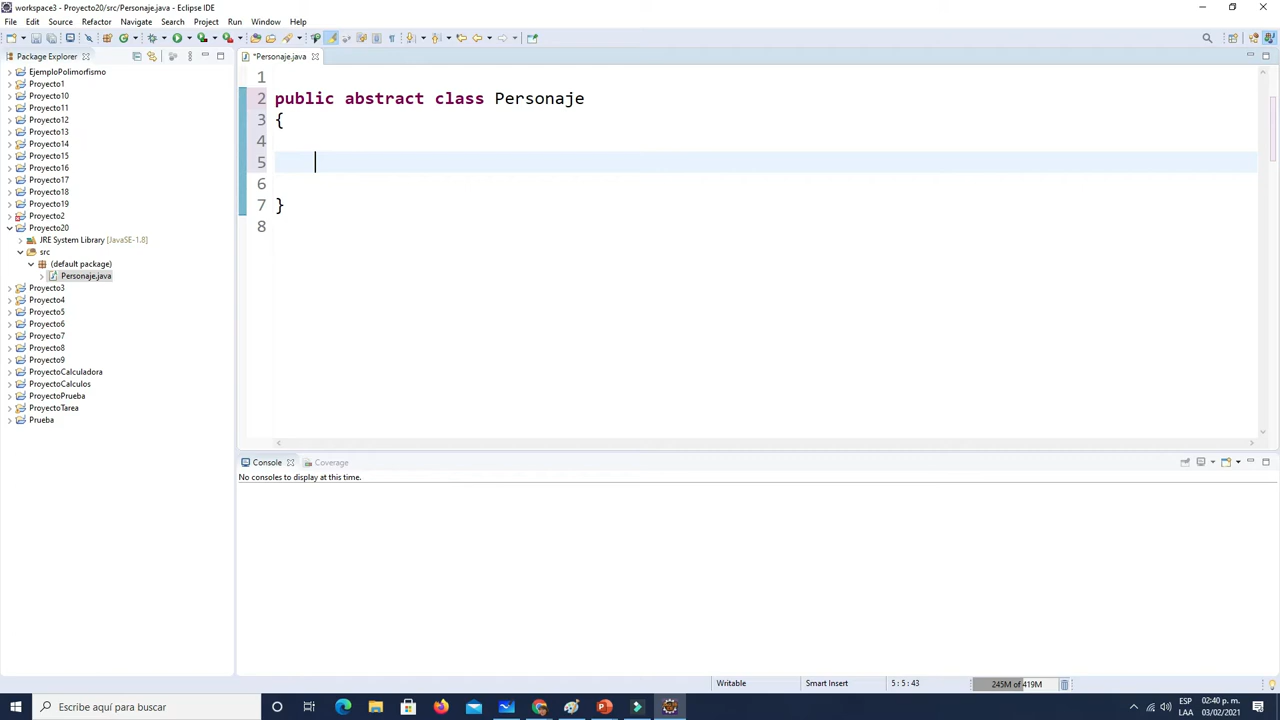 workspace3 - Proyecto20/src/Personaje.java - Eclipse IDE
File Edit Source Refactor Navigate Search Project Run Window Help
Package Explorer
*Personaje.java
EjemploPolimorfismo
Proyecto1
Proyecto10
Proyecto11
Proyecto12
Proyecto13
Proyecto14
Proyecto15
Proyecto16
Proyecto17
Proyecto18
Proyecto19
Proyecto2
Proyecto20
JRE System Library [JavaSE-1.8]
src
(default package)
Personaje.java
Proyecto3
Proyecto4
Proyecto5
Proyecto6
Proyecto7
Proyecto8
Proyecto9
ProyectoCalculadora
ProyectoCalculos
ProyectoPrueba
ProyectoTarea
Prueba
1
2 public abstract class Personaje
3 {
4
5
6
7 }
8
Console Coverage
No consoles to display at this time.
Writable Smart Insert 5 : 5 : 43 245M of 419M
Escribe aquí para buscar
ESP 02:40 p. m.
LAA 03/02/2021